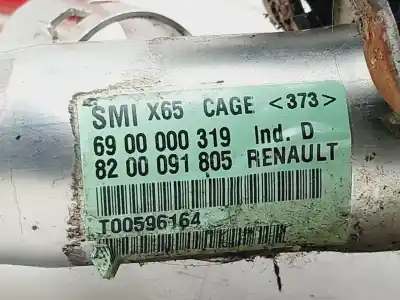 SMI X65 CAGE <373>
69 00 000 319 Ind. D
82 00 091 805 RENAULT
T00596164